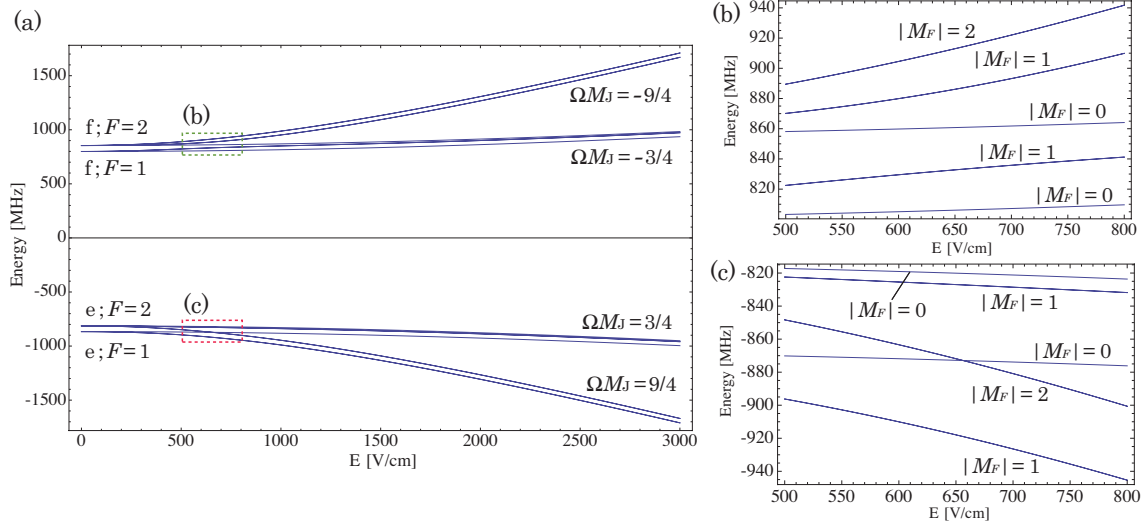 (a)
1500
1000
500
0
-500
-1000
-1500
Energy [MHz]
f ; F = 2
f ; F = 1
(b)
ΩMJ = -9/4
ΩMJ = -3/4
e ; F = 2
e ; F = 1
(c)
ΩMJ = 3/4
ΩMJ = 9/4
0 500 1000 1500 2000 2500 3000
E [V/cm]
(b)
940
920
900
880
860
840
820
Energy [MHz]
|MF| = 2
|MF| = 1
|MF| = 0
|MF| = 1
|MF| = 0
500 550 600 650 700 750 800
E [V/cm]
(c)
-820
-840
-860
-880
-900
-920
-940
Energy [MHz]
|MF| = 0
|MF| = 1
|MF| = 0
|MF| = 2
|MF| = 1
500 550 600 650 700 750 800
E [V/cm]